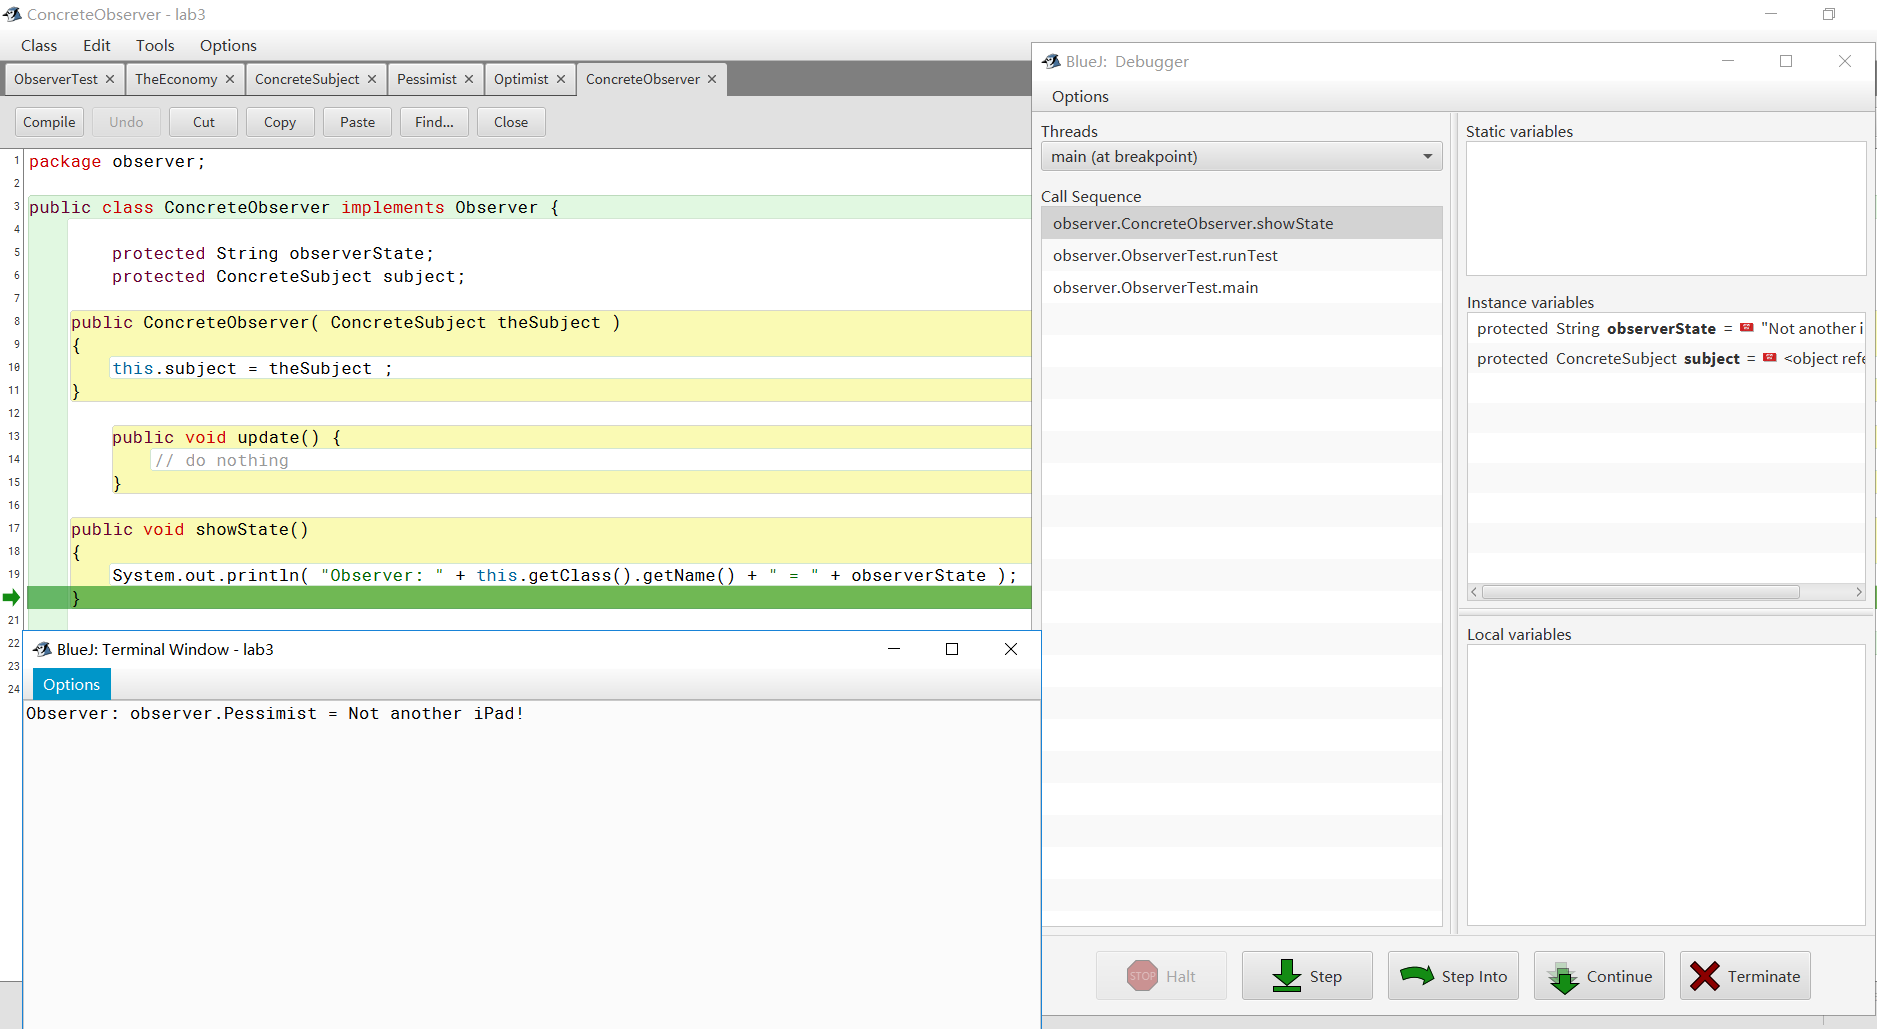 ConcreteObserver - lab3
Class Edit Tools Options
ObserverTest × TheEconomy × ConcreteSubject × Pessimist × Optimist × ConcreteObserver ×
Compile Undo Cut Copy Paste Find... Close
1 package observer;
2
3 public class ConcreteObserver implements Observer {
4
5 protected String observerState;
6 protected ConcreteSubject subject;
7
8 public ConcreteObserver( ConcreteSubject theSubject )
9 {
10 this.subject = theSubject ;
11 }
12
13 public void update() {
14 // do nothing
15 }
16
17 public void showState()
18 {
19 System.out.println( "Observer: " + this.getClass().getName() + " = " + observerState );
}
21
22
23
24
BlueJ: Terminal Window - lab3
Options
Observer: observer.Pessimist = Not another iPad!
BlueJ: Debugger
Options
Threads
main (at breakpoint)
Call Sequence
observer.ConcreteObserver.showState
observer.ObserverTest.runTest
observer.ObserverTest.main
Static variables
Instance variables
protected String observerState = "Not another i
protected ConcreteSubject subject = <object refe
Local variables
STOP Halt Step Step Into Continue Terminate